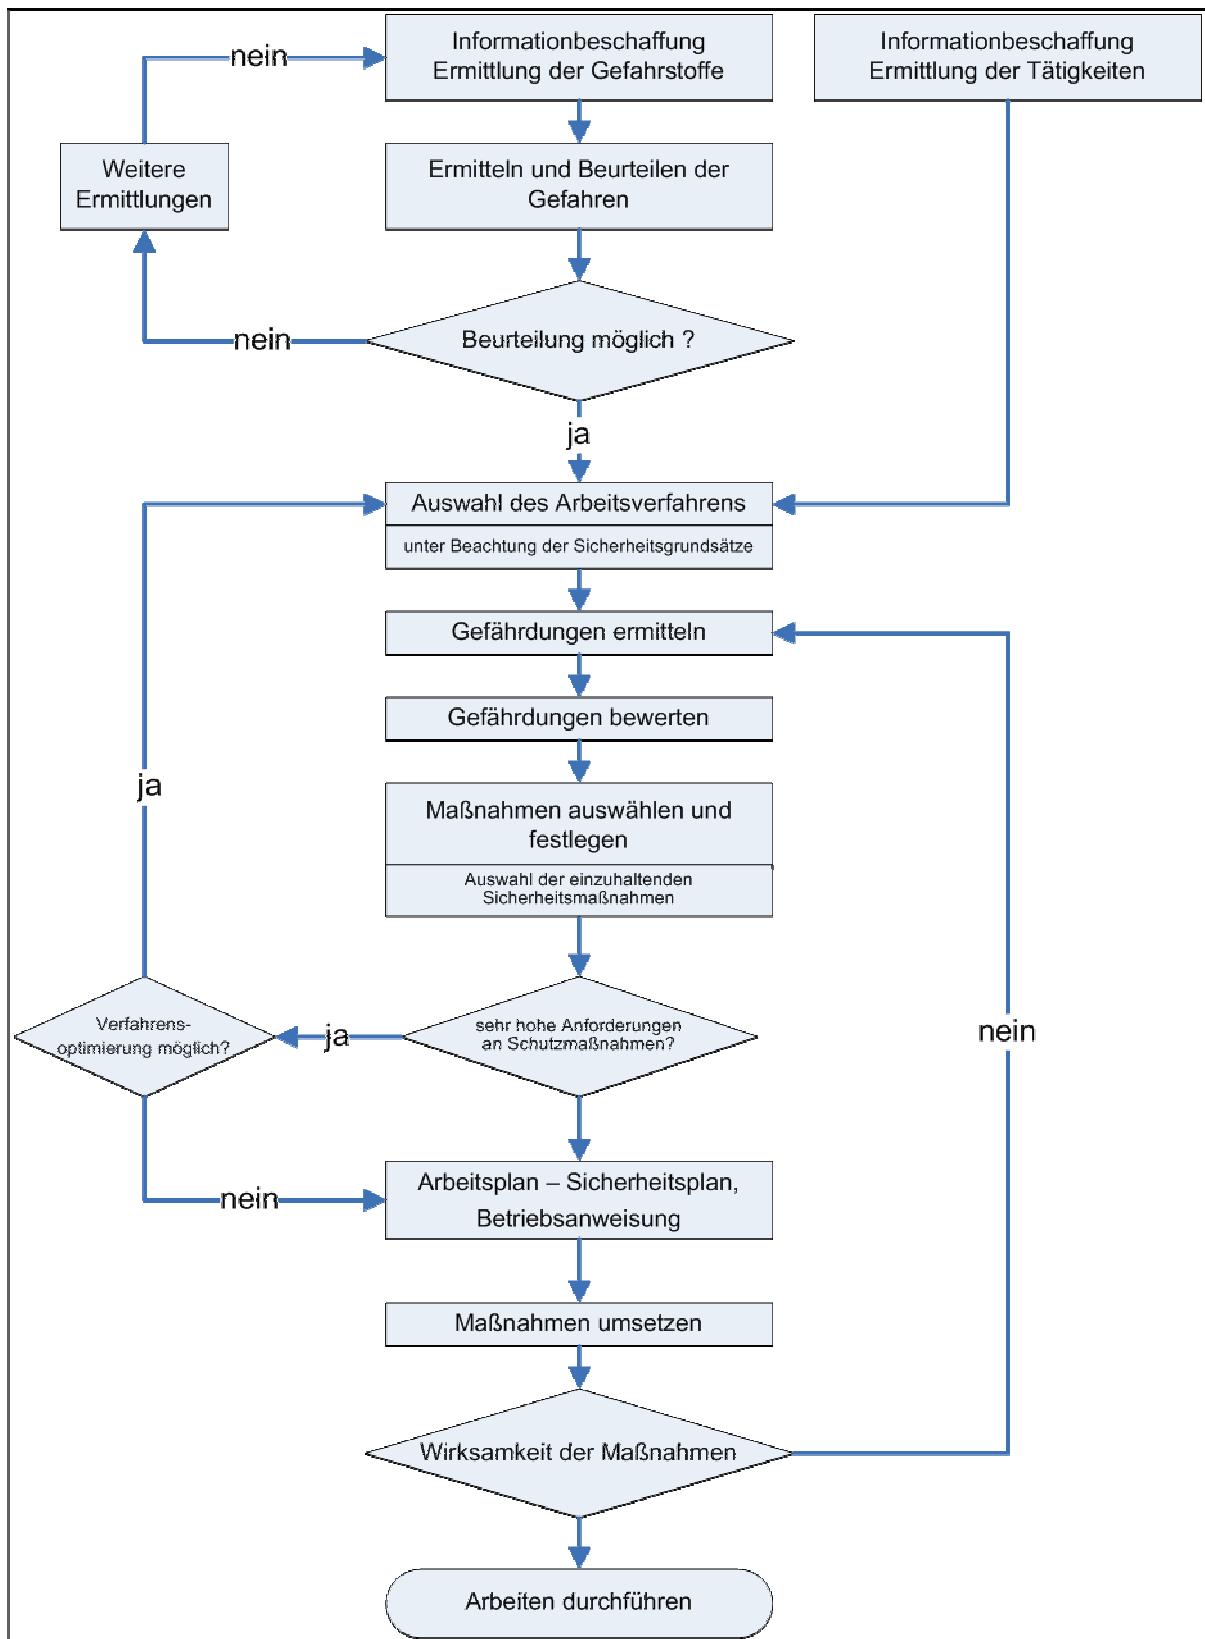 nein
Informationbeschaffung
Ermittlung der Gefahrstoffe
Informationbeschaffung
Ermittlung der Tätigkeiten
Weitere
Ermittlungen
Ermitteln und Beurteilen der
Gefahren
nein
Beurteilung möglich ?
ja
Auswahl des Arbeitsverfahrens
unter Beachtung der Sicherheitsgrundsätze
Gefährdungen ermitteln
Gefährdungen bewerten
ja
Maßnahmen auswählen und
festlegen
Auswahl der einzuhaltenden
Sicherheitsmaßnahmen
Verfahrens-
optimierung möglich?
ja
sehr hohe Anforderungen
an Schutzmaßnahmen?
nein
nein
Arbeitsplan – Sicherheitsplan,
Betriebsanweisung
Maßnahmen umsetzen
Wirksamkeit der Maßnahmen
Arbeiten durchführen